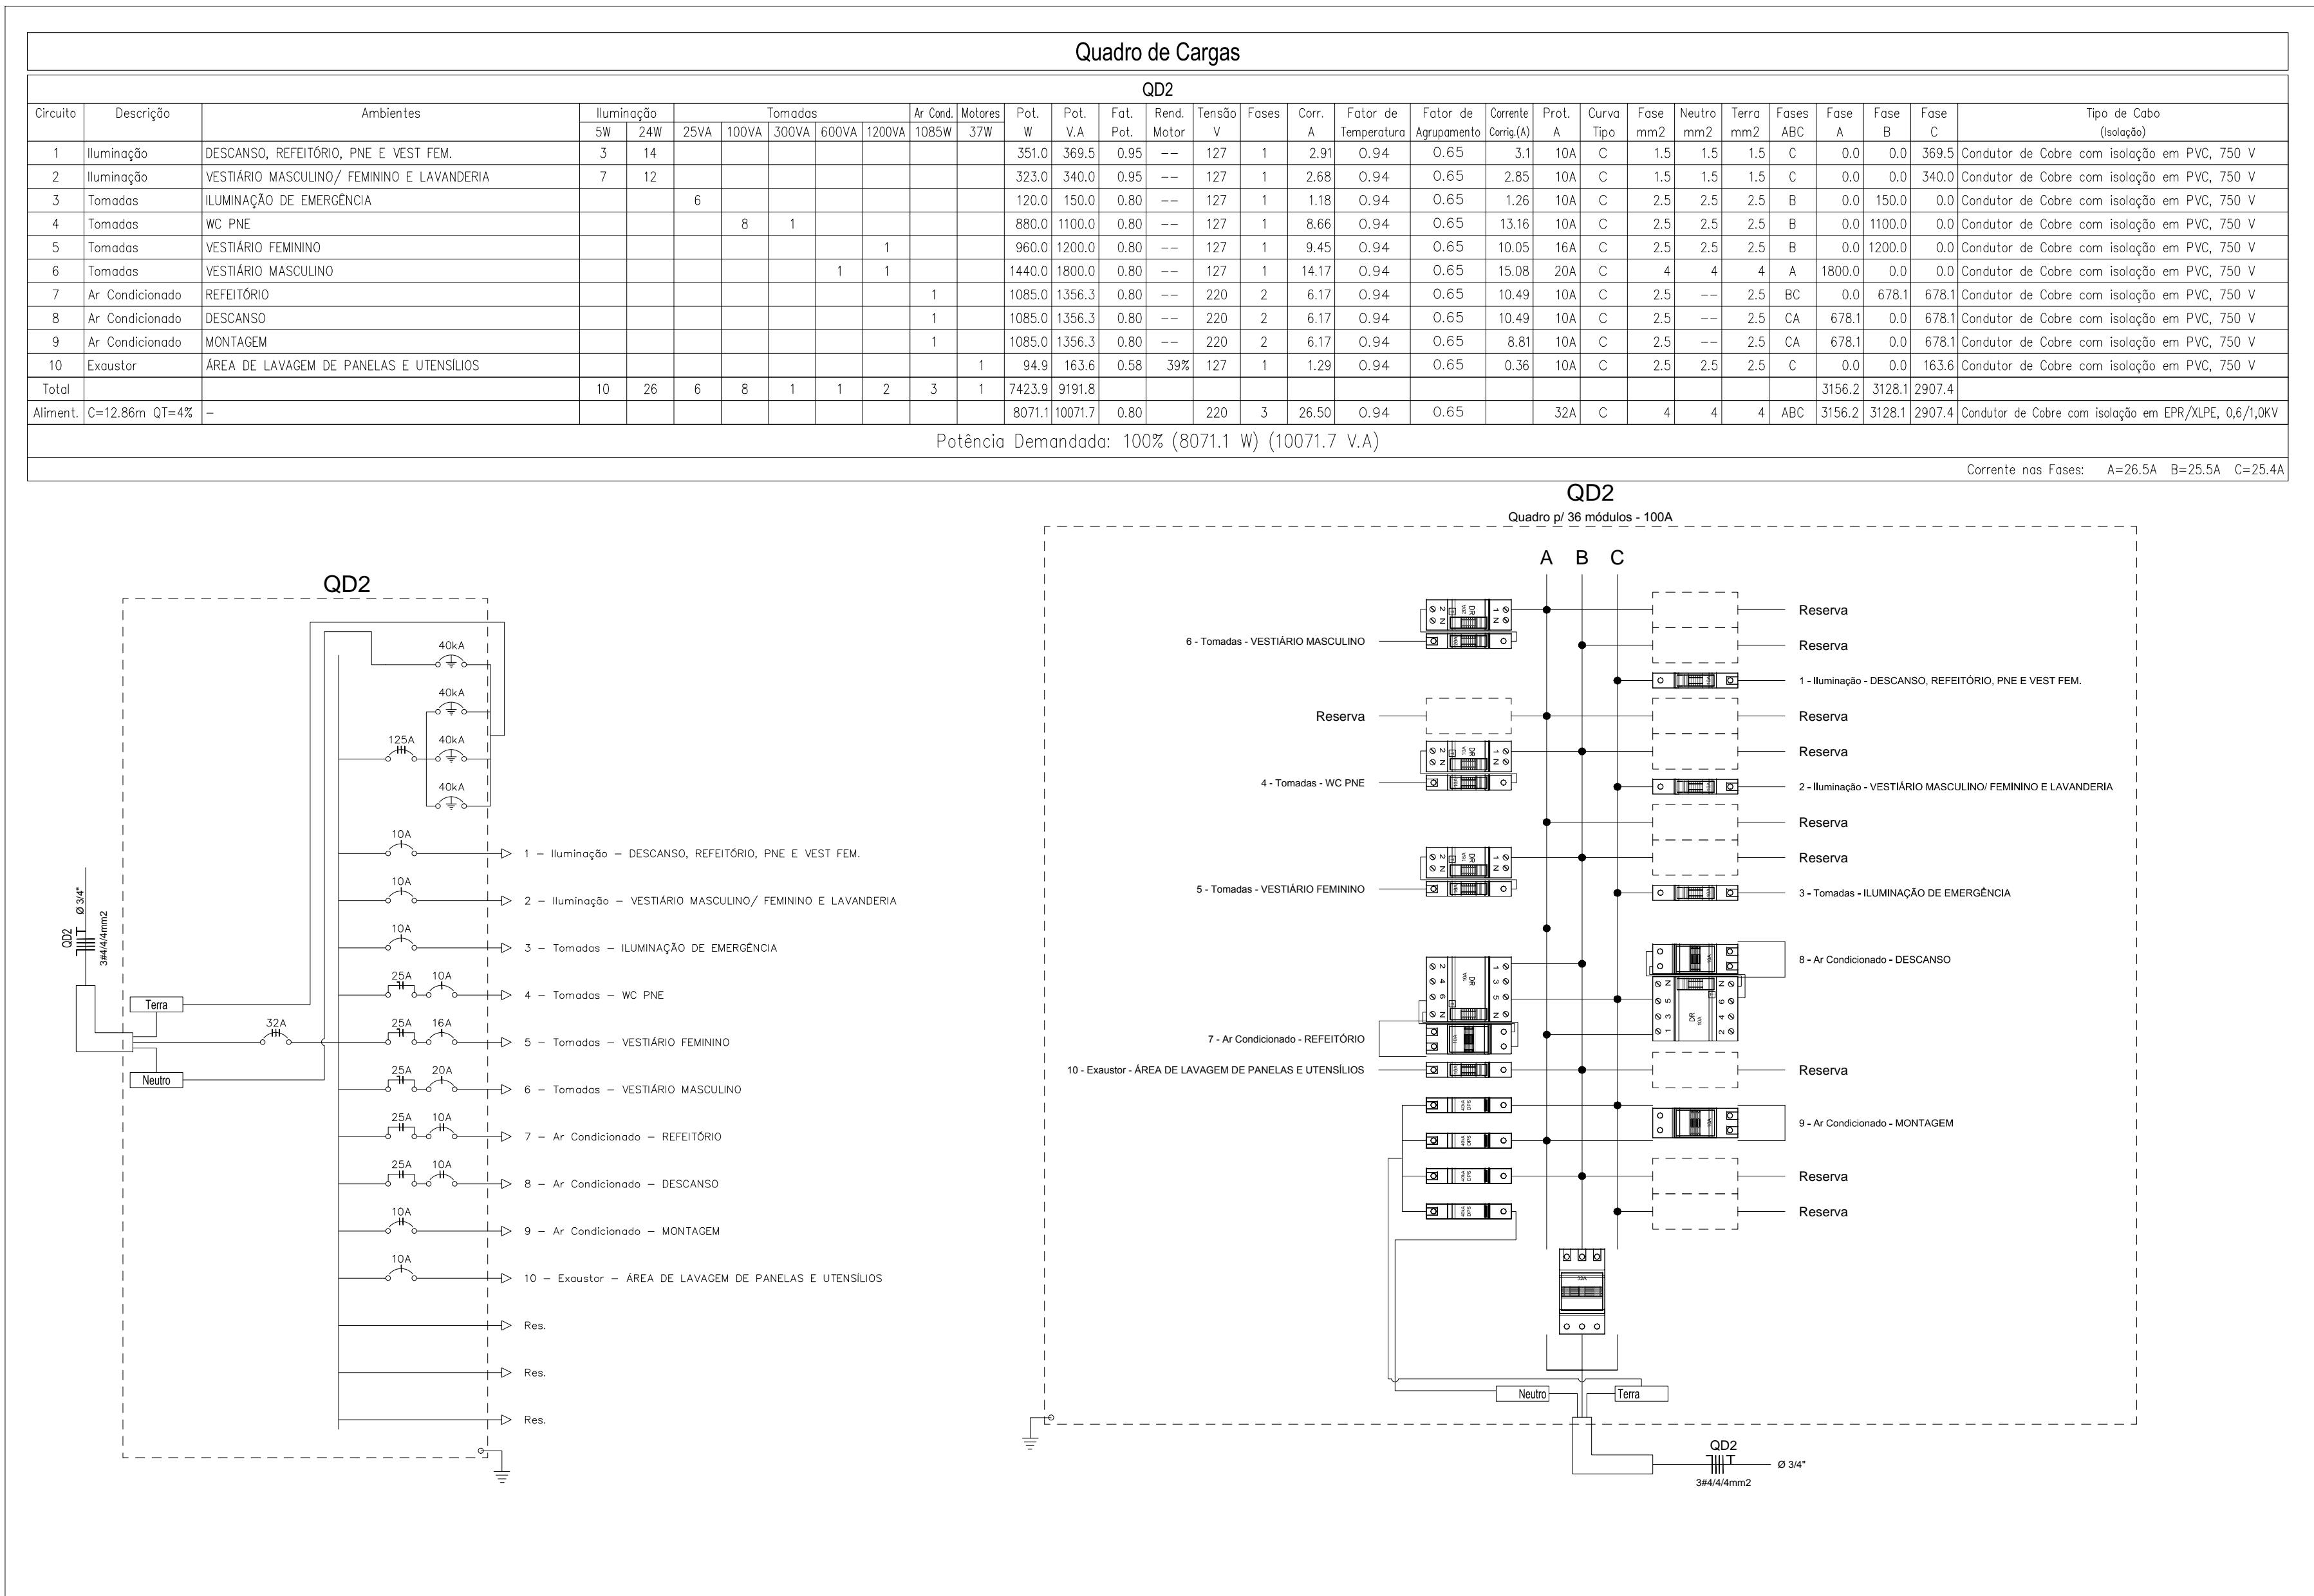 Quadro de Cargas
QD2
Circuito Descrição Ambientes Iluminação Tomadas Ar Cond. Motores Pot. Pot. Fat. Rend. Tensão Fases Corr. Fator de Fator de Corrente Prot. Curva Fase Neutro Terra Fases Fase Fase Fase Tipo de Cabo
5W 24W 25VA 100VA 300VA 600VA 1200VA 1085W 37W W V.A Pot. Motor V A Temperatura Agrupamento Corrig.(A) A Tipo mm2 mm2 mm2 ABC A B C (Isolação)
1 Iluminação DESCANSO, REFEITÓRIO, PNE E VEST FEM. 3 14 351.0 369.5 0.95 -- 127 1 2.91 0.94 0.65 3.1 10A C 1.5 1.5 1.5 C 0.0 0.0 369.5 Condutor de Cobre com isolação em PVC, 750 V
2 Iluminação VESTIÁRIO MASCULINO/ FEMININO E LAVANDERIA 7 12 323.0 340.0 0.95 -- 127 1 2.68 0.94 0.65 2.85 10A C 1.5 1.5 1.5 C 0.0 0.0 340.0 Condutor de Cobre com isolação em PVC, 750 V
3 Tomadas ILUMINAÇÃO DE EMERGÊNCIA 6 120.0 150.0 0.80 -- 127 1 1.18 0.94 0.65 1.26 10A C 2.5 2.5 2.5 B 0.0 150.0 0.0 Condutor de Cobre com isolação em PVC, 750 V
4 Tomadas WC PNE 8 1 880.0 1100.0 0.80 -- 127 1 8.66 0.94 0.65 13.16 10A C 2.5 2.5 2.5 B 0.0 1100.0 0.0 Condutor de Cobre com isolação em PVC, 750 V
5 Tomadas VESTIÁRIO FEMININO 1 960.0 1200.0 0.80 -- 127 1 9.45 0.94 0.65 10.05 16A C 2.5 2.5 2.5 B 0.0 1200.0 0.0 Condutor de Cobre com isolação em PVC, 750 V
6 Tomadas VESTIÁRIO MASCULINO 1 1 1440.0 1800.0 0.80 -- 127 1 14.17 0.94 0.65 15.08 20A C 4 4 4 A 1800.0 0.0 0.0 Condutor de Cobre com isolação em PVC, 750 V
7 Ar Condicionado REFEITÓRIO 1 1085.0 1356.3 0.80 -- 220 2 6.17 0.94 0.65 10.49 10A C 2.5 -- 2.5 BC 0.0 678.1 678.1 Condutor de Cobre com isolação em PVC, 750 V
8 Ar Condicionado DESCANSO 1 1085.0 1356.3 0.80 -- 220 2 6.17 0.94 0.65 10.49 10A C 2.5 -- 2.5 CA 678.1 0.0 678.1 Condutor de Cobre com isolação em PVC, 750 V
9 Ar Condicionado MONTAGEM 1 1085.0 1356.3 0.80 -- 220 2 6.17 0.94 0.65 8.81 10A C 2.5 -- 2.5 CA 678.1 0.0 678.1 Condutor de Cobre com isolação em PVC, 750 V
10 Exaustor ÁREA DE LAVAGEM DE PANELAS E UTENSÍLIOS 1 94.9 163.6 0.58 39% 127 1 1.29 0.94 0.65 0.36 10A C 2.5 2.5 2.5 C 0.0 0.0 163.6 Condutor de Cobre com isolação em PVC, 750 V
Total 10 26 6 8 1 1 2 3 1 7423.9 9191.8 3156.2 3128.1 2907.4
Aliment. C=12.86m QT=4% - 8071.1 10071.7 0.80 220 3 26.50 0.94 0.65 32A C 4 4 4 ABC 3156.2 3128.1 2907.4 Condutor de Cobre com isolação em EPR/XLPE, 0,6/1,0KV
Potência Demandada: 100% (8071.1 W) (10071.7 V.A)
Corrente nas Fases: A=26.5A B=25.5A C=25.4A
QD2
40kA
40kA
125A 40kA
40kA
10A
1 - Iluminação - DESCANSO, REFEITÓRIO, PNE E VEST FEM.
10A
2 - Iluminação - VESTIÁRIO MASCULINO/ FEMININO E LAVANDERIA
10A
3 - Tomadas - ILUMINAÇÃO DE EMERGÊNCIA
25A 10A
4 - Tomadas - WC PNE
25A 16A
5 - Tomadas - VESTIÁRIO FEMININO
25A 20A
6 - Tomadas - VESTIÁRIO MASCULINO
25A 10A
7 - Ar Condicionado - REFEITÓRIO
25A 10A
8 - Ar Condicionado - DESCANSO
10A
9 - Ar Condicionado - MONTAGEM
10A
10 - Exaustor - ÁREA DE LAVAGEM DE PANELAS E UTENSÍLIOS
Res.
Res.
Res.
QD2
Ø 3/4"
3#4/4/4mm2
Terra
32A
Neutro
QD2
Quadro p/ 36 módulos - 100A
A B C
Reserva
6 - Tomadas - VESTIÁRIO MASCULINO
Reserva
1 - Iluminação - DESCANSO, REFEITÓRIO, PNE E VEST FEM.
Reserva
Reserva
Reserva
4 - Tomadas - WC PNE
2 - Iluminação - VESTIÁRIO MASCULINO/ FEMININO E LAVANDERIA
Reserva
Reserva
5 - Tomadas - VESTIÁRIO FEMININO
3 - Tomadas - ILUMINAÇÃO DE EMERGÊNCIA
8 - Ar Condicionado - DESCANSO
7 - Ar Condicionado - REFEITÓRIO
10 - Exaustor - ÁREA DE LAVAGEM DE PANELAS E UTENSÍLIOS
Reserva
9 - Ar Condicionado - MONTAGEM
Reserva
Reserva
32A
Neutro
Terra
QD2
Ø 3/4"
3#4/4/4mm2